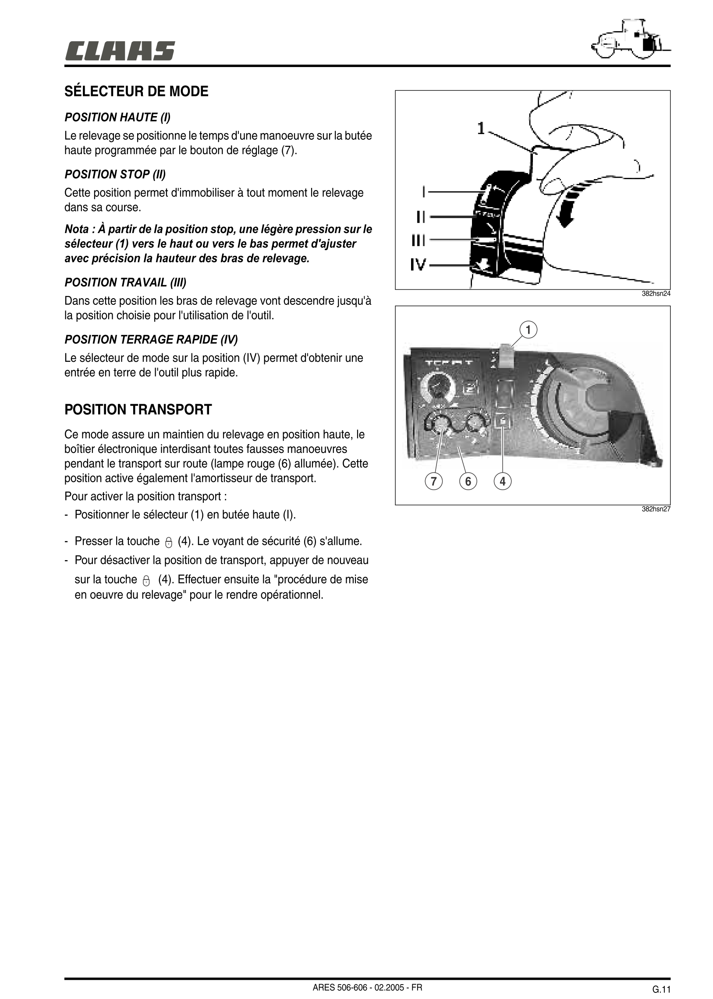 CLAAS
SÉLECTEUR DE MODE
POSITION HAUTE (I)
Le relevage se positionne le temps d'une manoeuvre sur la butée
haute programmée par le bouton de réglage (7).
POSITION STOP (II)
Cette position permet d'immobiliser à tout moment le relevage
dans sa course.
Nota : À partir de la position stop, une légère pression sur le
sélecteur (1) vers le haut ou vers le bas permet d'ajuster
avec précision la hauteur des bras de relevage.
POSITION TRAVAIL (III)
Dans cette position les bras de relevage vont descendre jusqu'à
la position choisie pour l'utilisation de l'outil.
POSITION TERRAGE RAPIDE (IV)
Le sélecteur de mode sur la position (IV) permet d'obtenir une
entrée en terre de l'outil plus rapide.
POSITION TRANSPORT
Ce mode assure un maintien du relevage en position haute, le
boîtier électronique interdisant toutes fausses manoeuvres
pendant le transport sur route (lampe rouge (6) allumée). Cette
position active également l'amortisseur de transport.
Pour activer la position transport :
- Positionner le sélecteur (1) en butée haute (I).
- Presser la touche (4). Le voyant de sécurité (6) s'allume.
- Pour désactiver la position de transport, appuyer de nouveau
sur la touche (4). Effectuer ensuite la "procédure de mise
en oeuvre du relevage" pour le rendre opérationnel.
1
I
II
III
IV
STOP
382hsn24
1
7
6
4
382hsn27
ARES 506-606 - 02.2005 - FR
G.11